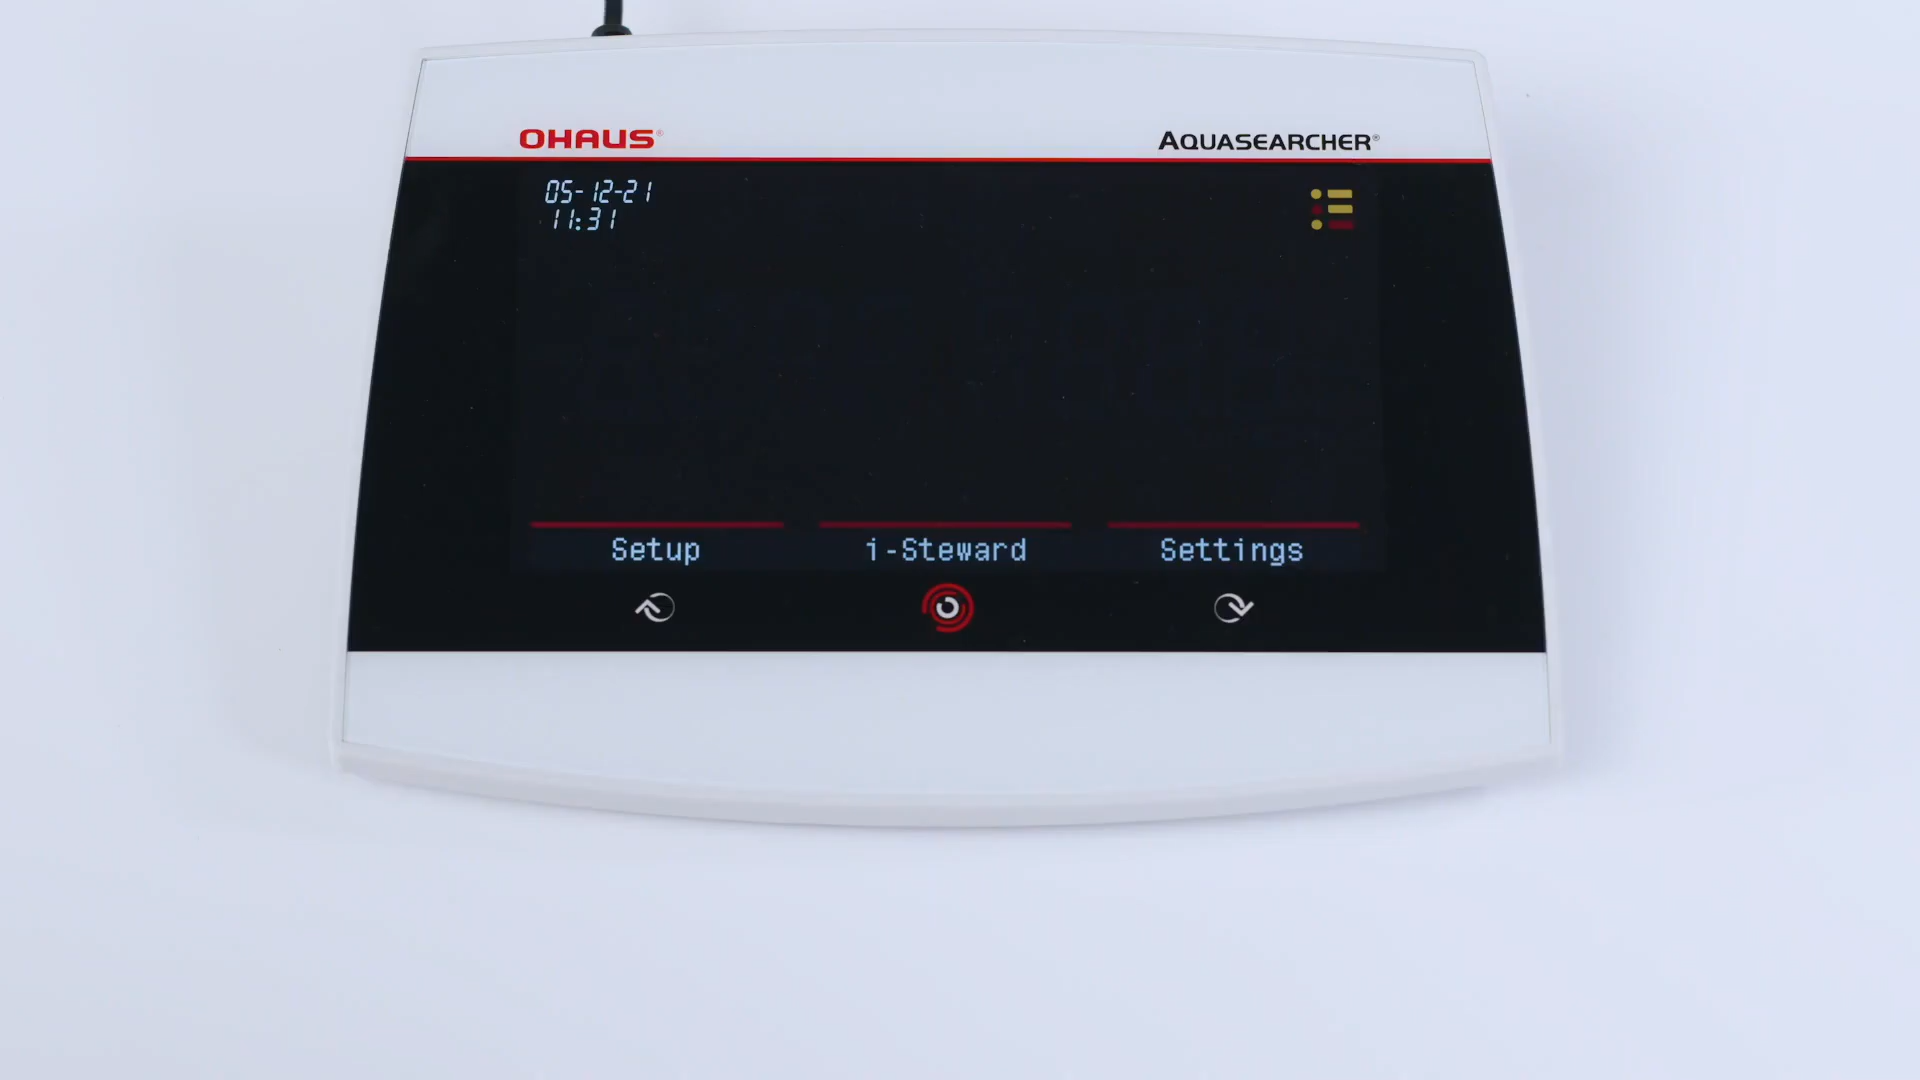 OHAUS®
AQUASEARCHER®
05-12-21
11:31
Setup
i-Steward
Settings